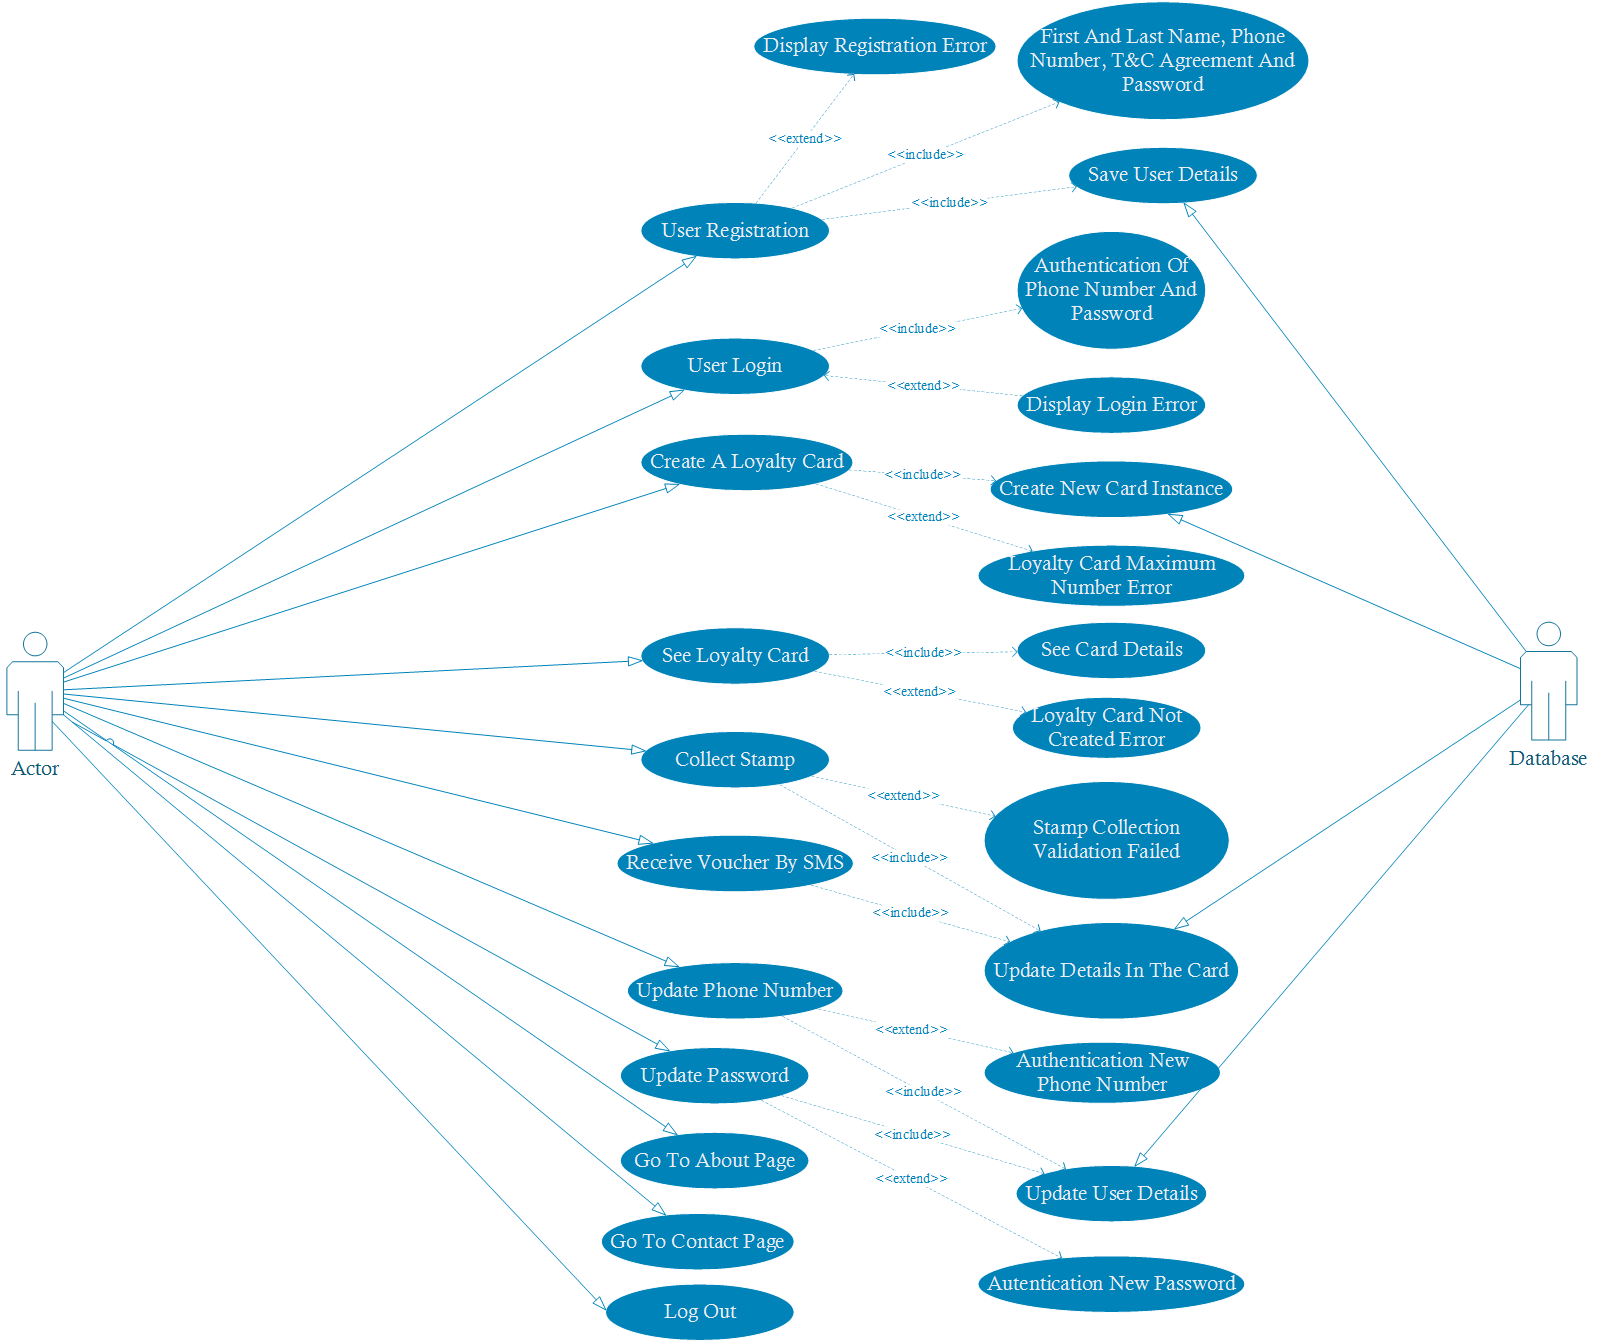 Display Registration Error
First And Last Name, Phone
Number, T&C Agreement And
Password
<<extend>>
<<include>>
Save User Details
<<include>>
User Registration
Authentication Of
Phone Number And
Password
<<include>>
User Login
<<extend>>
Display Login Error
Create A Loyalty Card
<<include>>
Create New Card Instance
<<extend>>
Loyalty Card Maximum
Number Error
See Loyalty Card
<<include>>
See Card Details
<<extend>>
Loyalty Card Not
Created Error
Actor
Database
Collect Stamp
<<extend>>
Stamp Collection
Validation Failed
<<include>>
Receive Voucher By SMS
<<include>>
Update Details In The Card
Update Phone Number
<<extend>>
Authentication New
Phone Number
<<include>>
Update Password
<<include>>
Go To About Page
<<extend>>
Update User Details
Go To Contact Page
Autentication New Password
Log Out